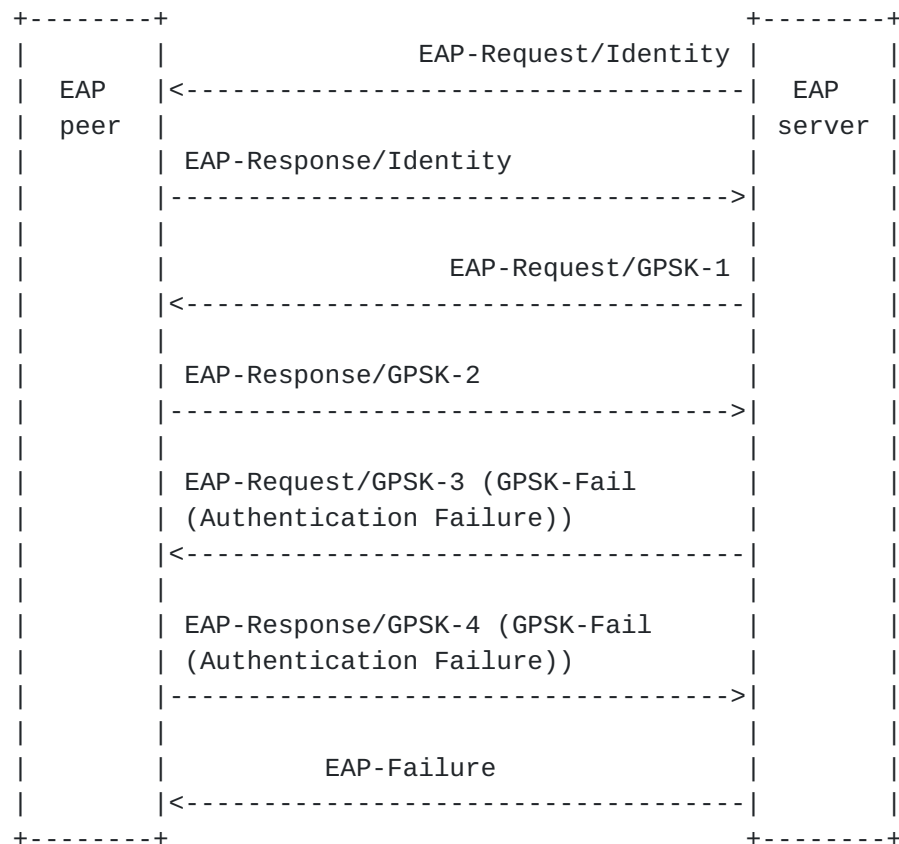 EAP-Request/Identity
EAP EAP
peer server
EAP-Response/Identity
EAP-Request/GPSK-1
EAP-Response/GPSK-2
EAP-Request/GPSK-3 (GPSK-Fail
(Authentication Failure))
EAP-Response/GPSK-4 (GPSK-Fail
(Authentication Failure))
EAP-Failure